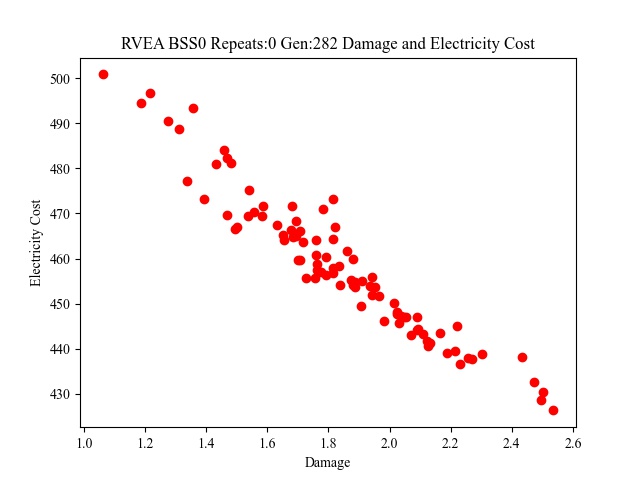 RVEA BSS0 Repeats:0 Gen:282 Damage and Electricity Cost
500
490
480
470
460
450
440
430
Electricity Cost
1.0 1.2 1.4 1.6 1.8 2.0 2.2 2.4 2.6
Damage